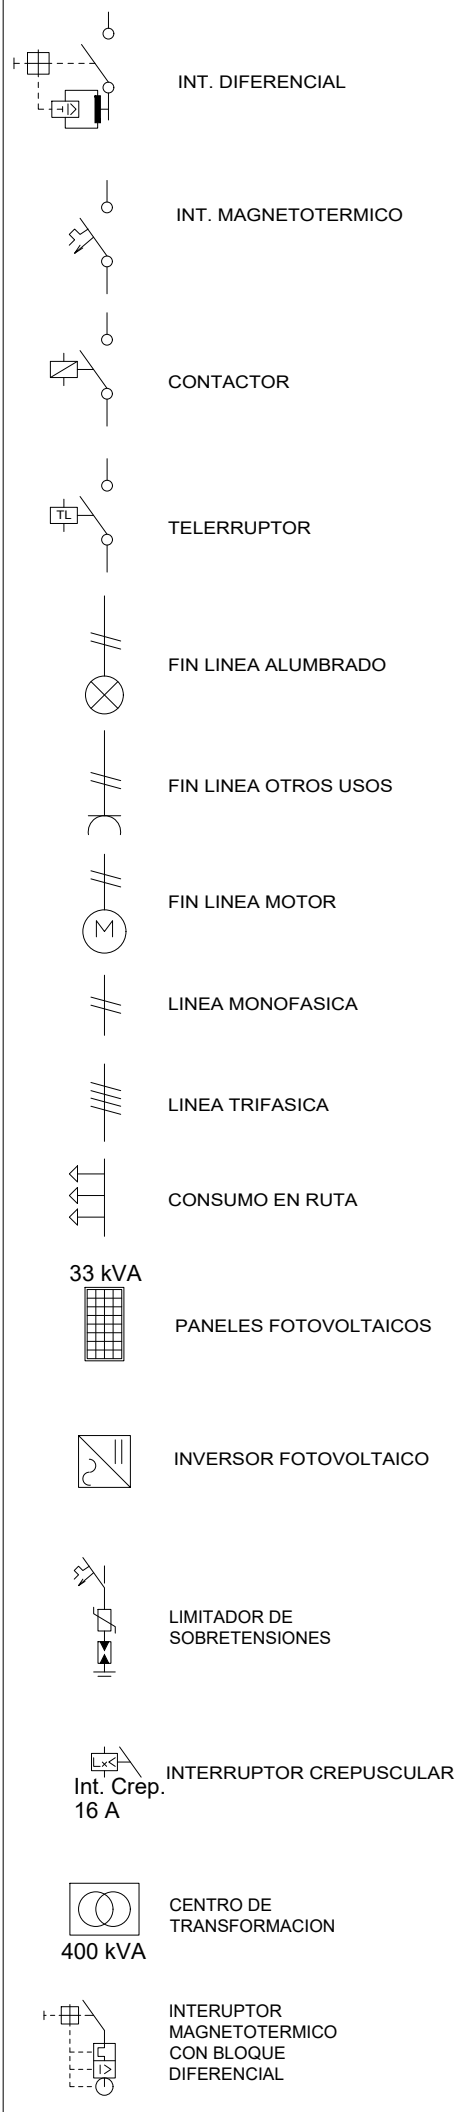 INT. DIFERENCIAL
I>
INT. MAGNETOTERMICO
CONTACTOR
TL
TELERRUPTOR
FIN LINEA ALUMBRADO
FIN LINEA OTROS USOS
M
FIN LINEA MOTOR
LINEA MONOFASICA
LINEA TRIFASICA
CONSUMO EN RUTA
33 kVA
PANELES FOTOVOLTAICOS
INVERSOR FOTOVOLTAICO
LIMITADOR DE
SOBRETENSIONES
Lx<
INTERRUPTOR CREPUSCULAR
Int. Crep.
16 A
CENTRO DE
TRANSFORMACION
400 kVA
INTERUPTOR
MAGNETOTERMICO
CON BLOQUE
DIFERENCIAL
I>